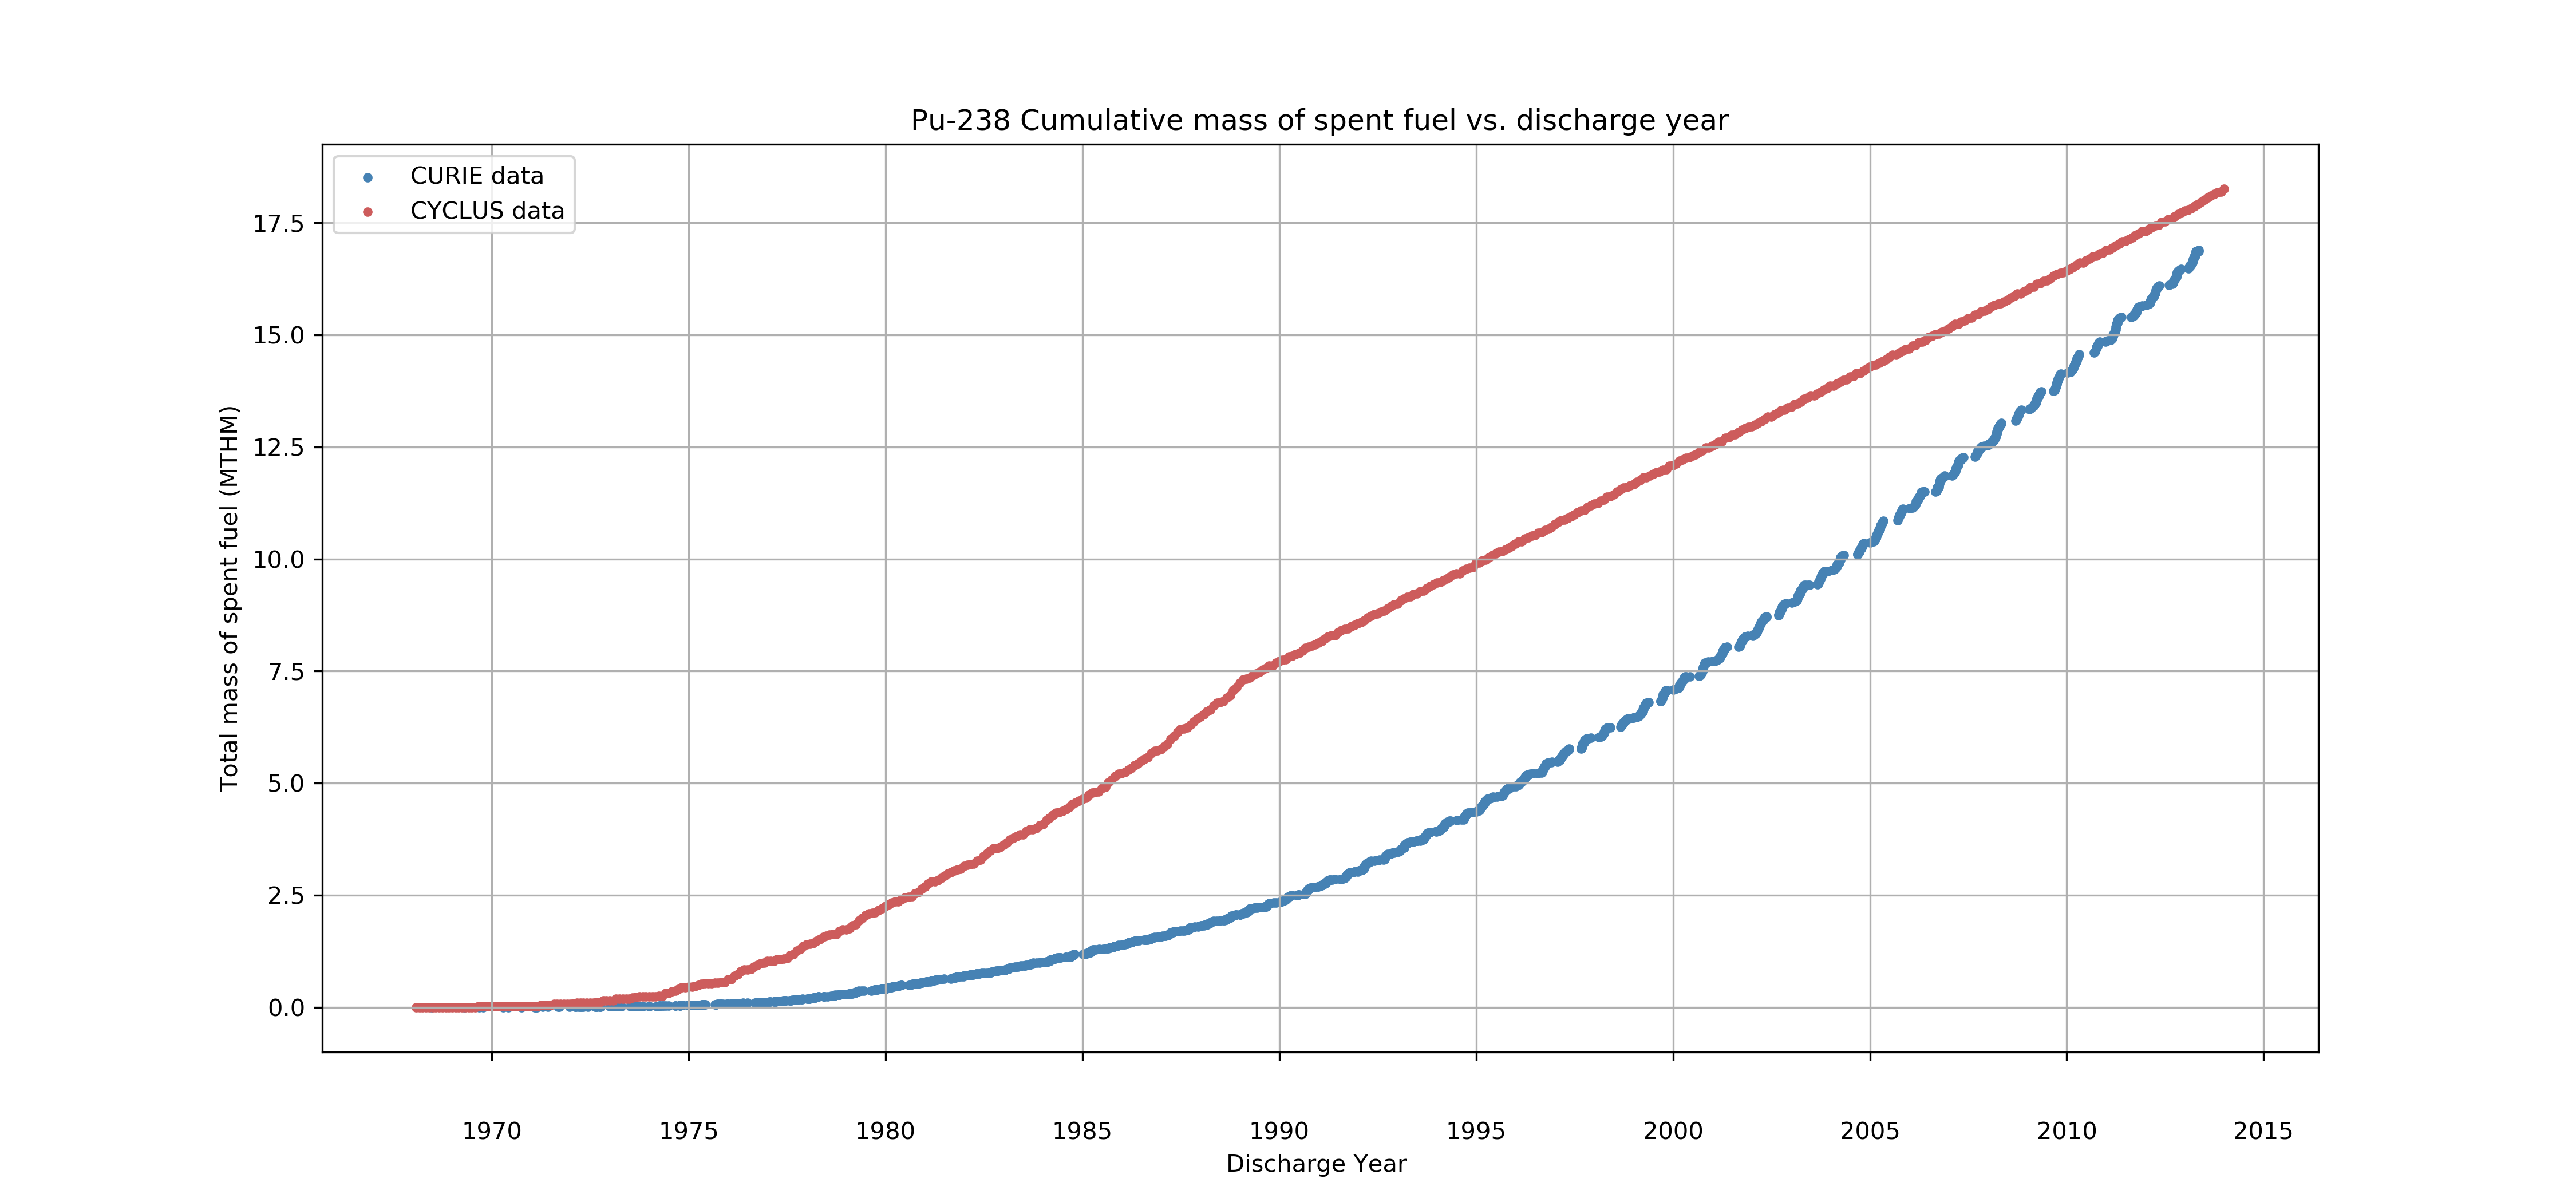 Pu-238 Cumulative mass of spent fuel vs. discharge year
CURIE data
CYCLUS data
Total mass of spent fuel (MTHM)
17.5
15.0
12.5
10.0
7.5
5.0
2.5
0.0
1970 1975 1980 1985 1990 1995 2000 2005 2010 2015
Discharge Year